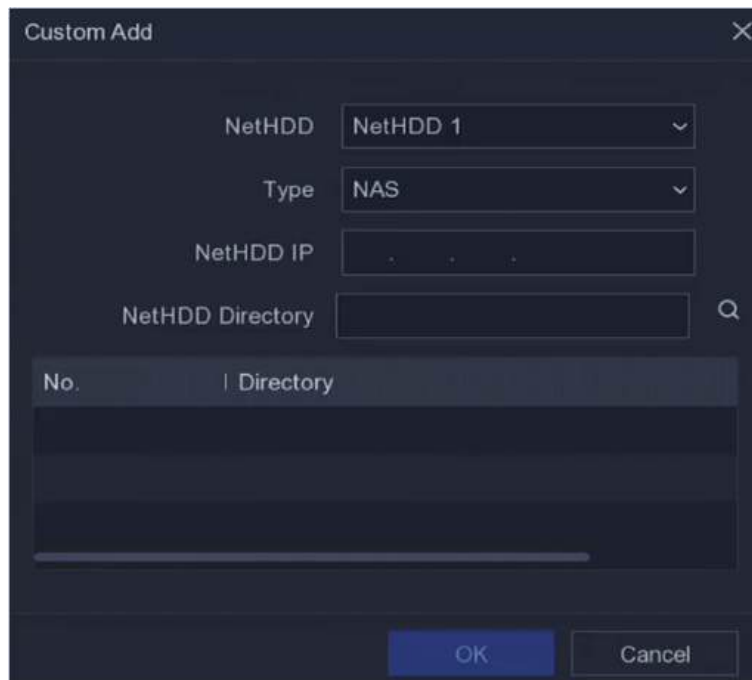 Custom Add
NetHDD NetHDD 1
Type NAS
NetHDD IP . . .
NetHDD Directory
No. Directory
OK Cancel